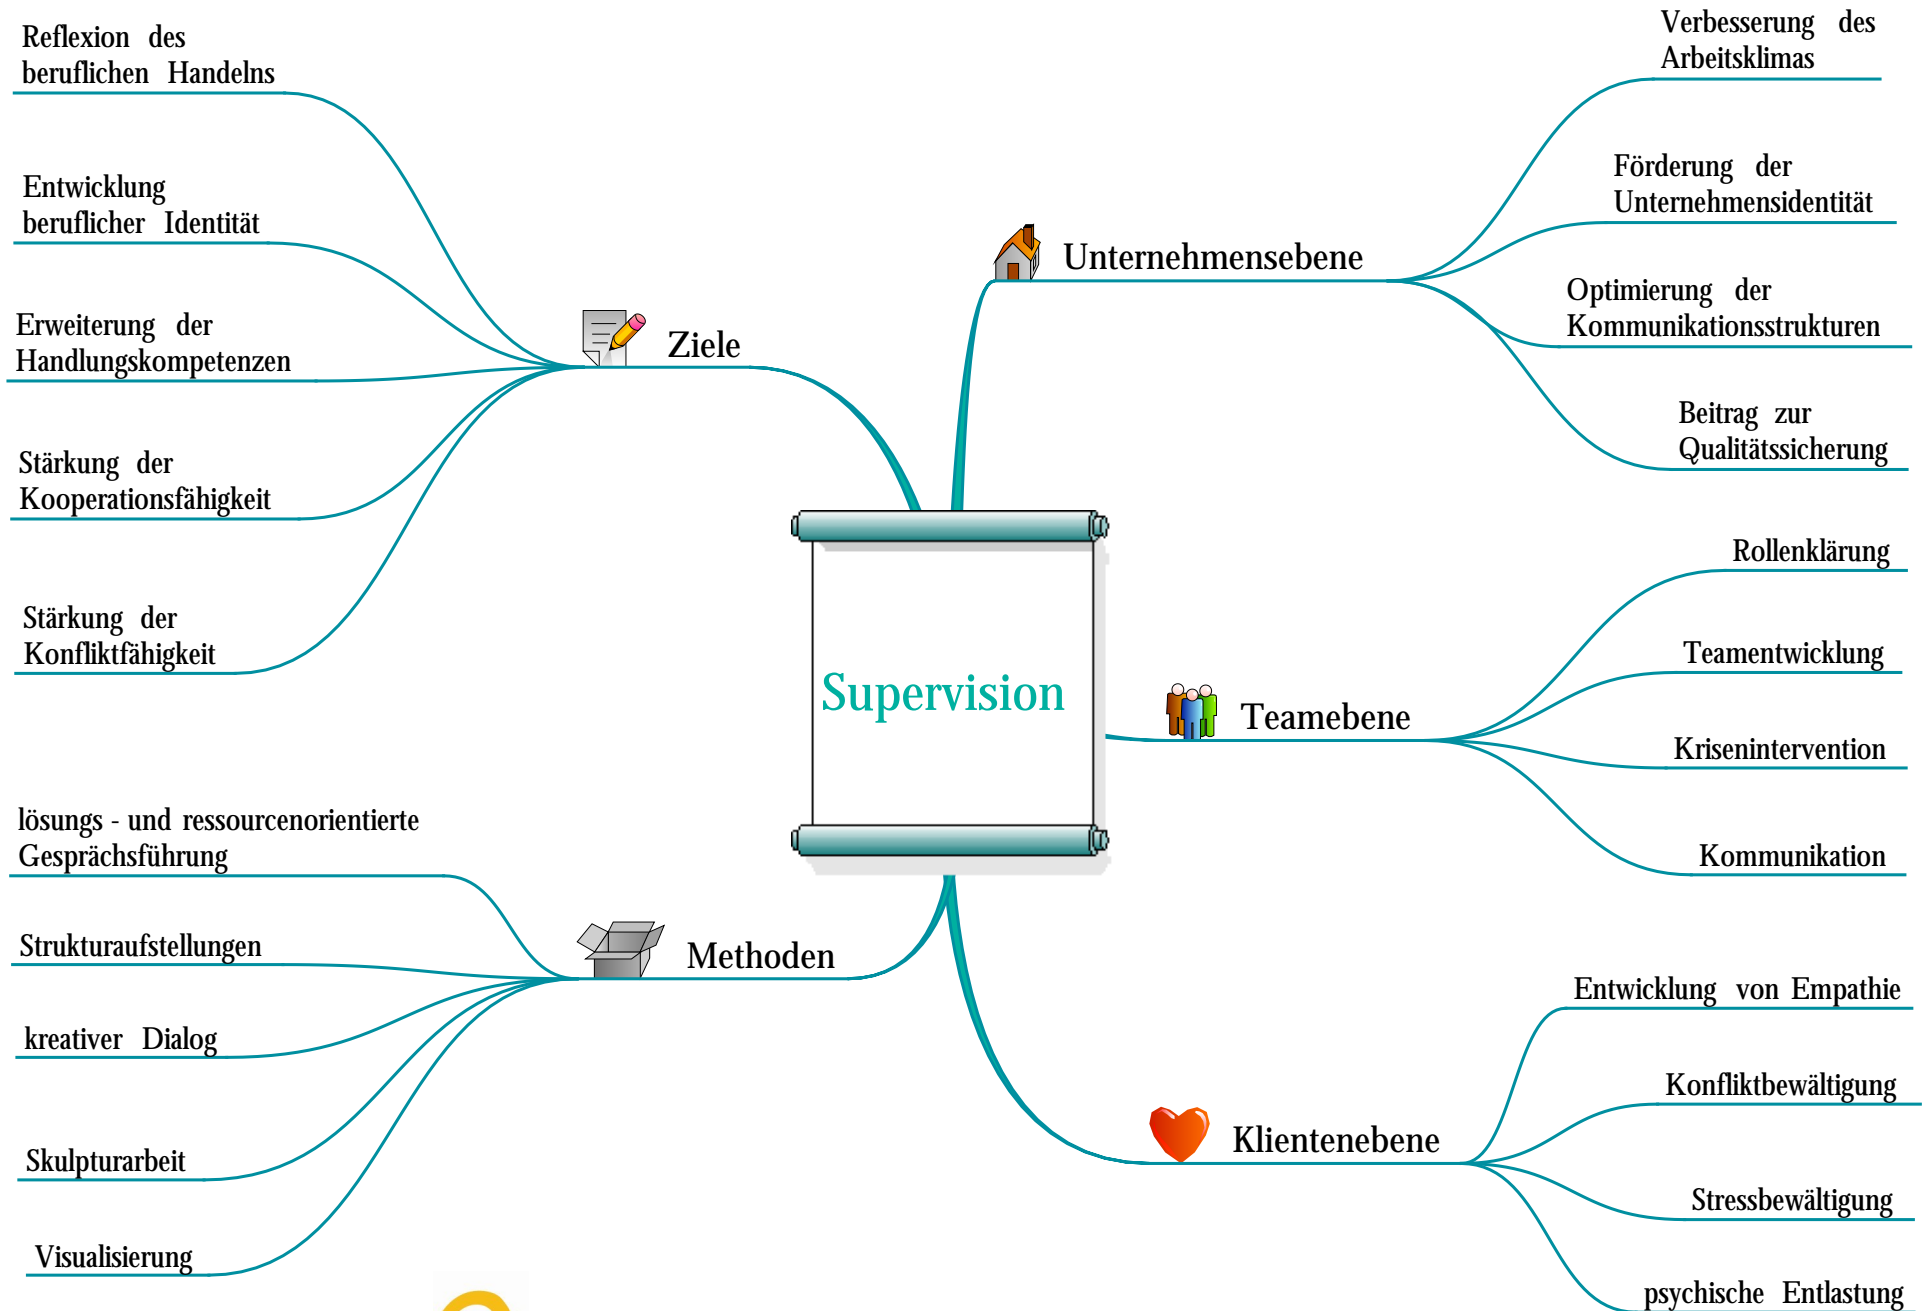 Reflexion des
beruflichen Handelns
Entwicklung
beruflicher Identität
Erweiterung der
Handlungskompetenzen
Stärkung der
Kooperationsfähigkeit
Stärkung der
Konfliktfähigkeit
Ziele
lösungs - und ressourcenorientierte
Gesprächsführung
Strukturaufstellungen
kreativer Dialog
Skulpturarbeit
Visualisierung
Methoden
Supervision
Unternehmensebene
Verbesserung des
Arbeitsklimas
Förderung der
Unternehmensidentität
Optimierung der
Kommunikationsstrukturen
Beitrag zur
Qualitätssicherung
Teamebene
Rollenklärung
Teamentwicklung
Krisenintervention
Kommunikation
Klientenebene
Entwicklung von Empathie
Konfliktbewältigung
Stressbewältigung
psychische Entlastung